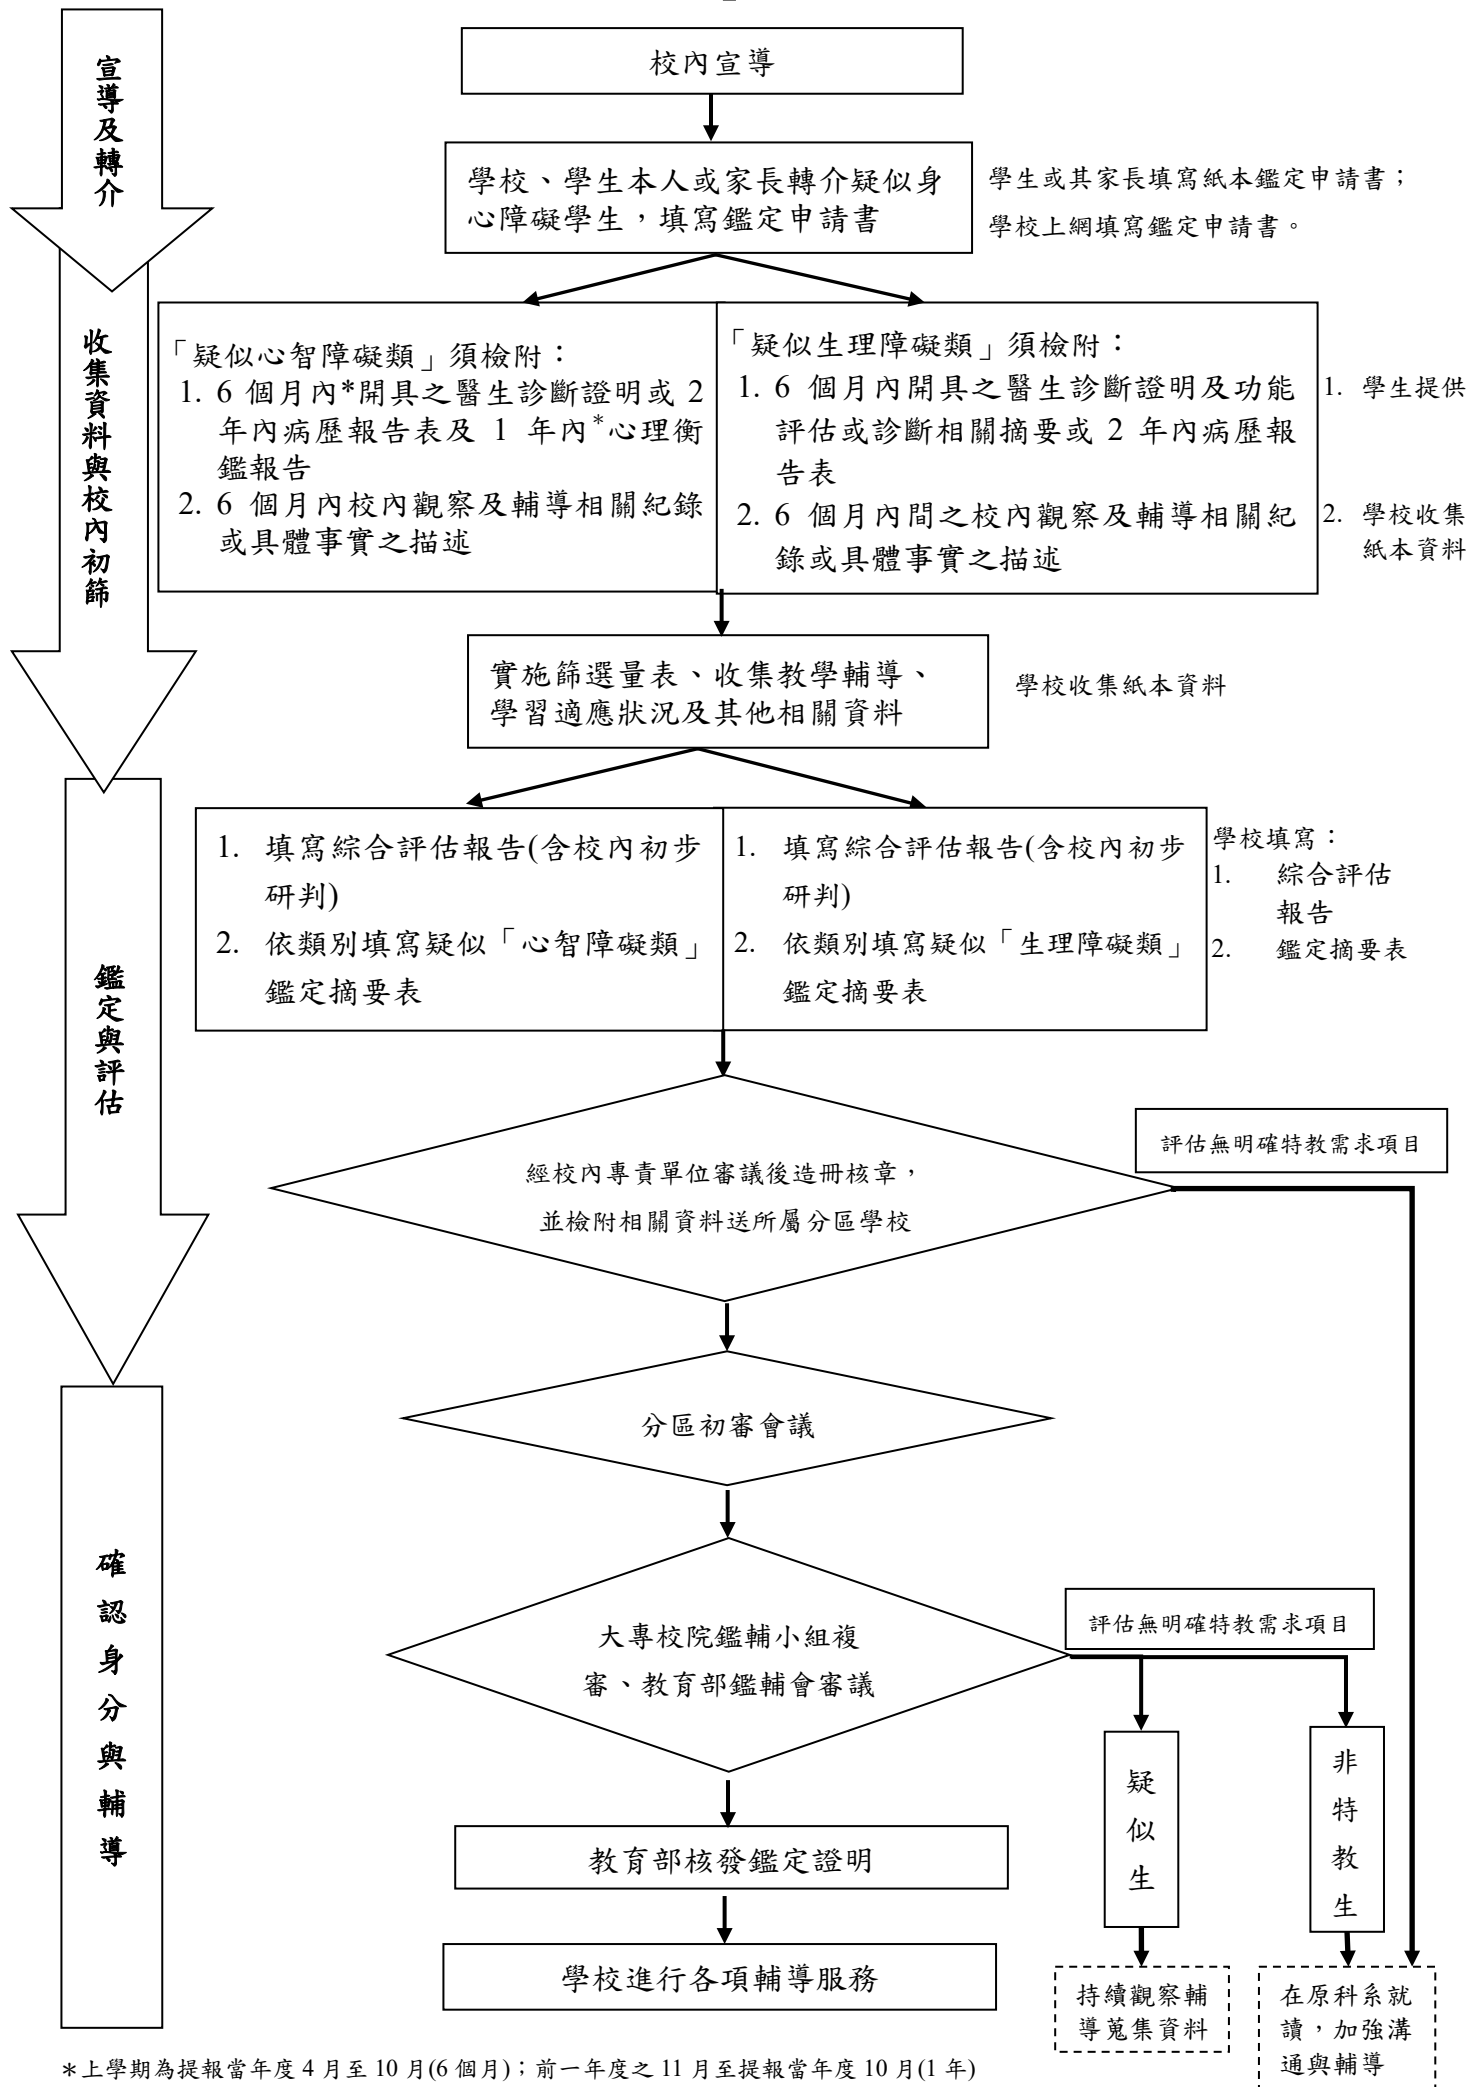 宣導及轉介
校內宣導
學校、學生本人或家長轉介疑似身
心障礙學生，填寫鑑定申請書
學生或其家長填寫紙本鑑定申請書；
學校上網填寫鑑定申請書。
收集資料與校內初篩
「疑似心智障礙類」須檢附：
1. 6 個月內*開具之醫生診斷證明或 2
年內病歷報告表及 1 年內*心理衡
鑑報告
2. 6 個月內校內觀察及輔導相關紀錄
或具體事實之描述
「疑似生理障礙類」須檢附：
1. 6 個月內開具之醫生診斷證明及功能
評估或診斷相關摘要或 2 年內病歷報
告表
2. 6 個月內間之校內觀察及輔導相關紀
錄或具體事實之描述
1. 學生提供
2. 學校收集
紙本資料
實施篩選量表、收集教學輔導、
學習適應狀況及其他相關資料
學校收集紙本資料
鑑定與評估
1. 填寫綜合評估報告(含校內初步
研判)
2. 依類別填寫疑似「心智障礙類」
鑑定摘要表
1. 填寫綜合評估報告(含校內初步
研判)
2. 依類別填寫疑似「生理障礙類」
鑑定摘要表
學校填寫：
1. 綜合評估
報告
2. 鑑定摘要表
經校內專責單位審議後造冊核章，
並檢附相關資料送所屬分區學校
評估無明確特教需求項目
分區初審會議
確認身分與輔導
大專校院鑑輔小組複
審、教育部鑑輔會審議
評估無明確特教需求項目
疑似生
非特教生
教育部核發鑑定證明
學校進行各項輔導服務
持續觀察輔
導蒐集資料
在原科系就
讀，加強溝
通與輔導
*上學期為提報當年度 4 月至 10 月(6 個月)；前一年度之 11 月至提報當年度 10 月(1 年)